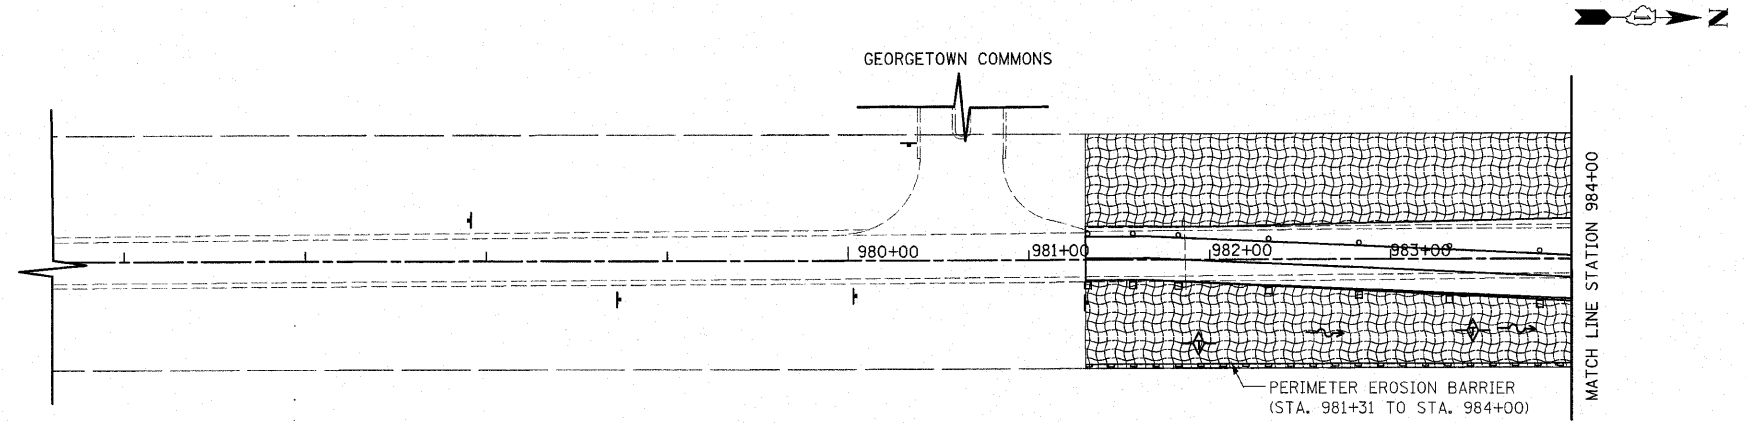 N
GEORGETOWN COMMONS
980+00
981+00
982+00
983+00
MATCH LINE STATION 984+00
PERIMETER EROSION BARRIER
(STA. 981+31 TO STA. 984+00)